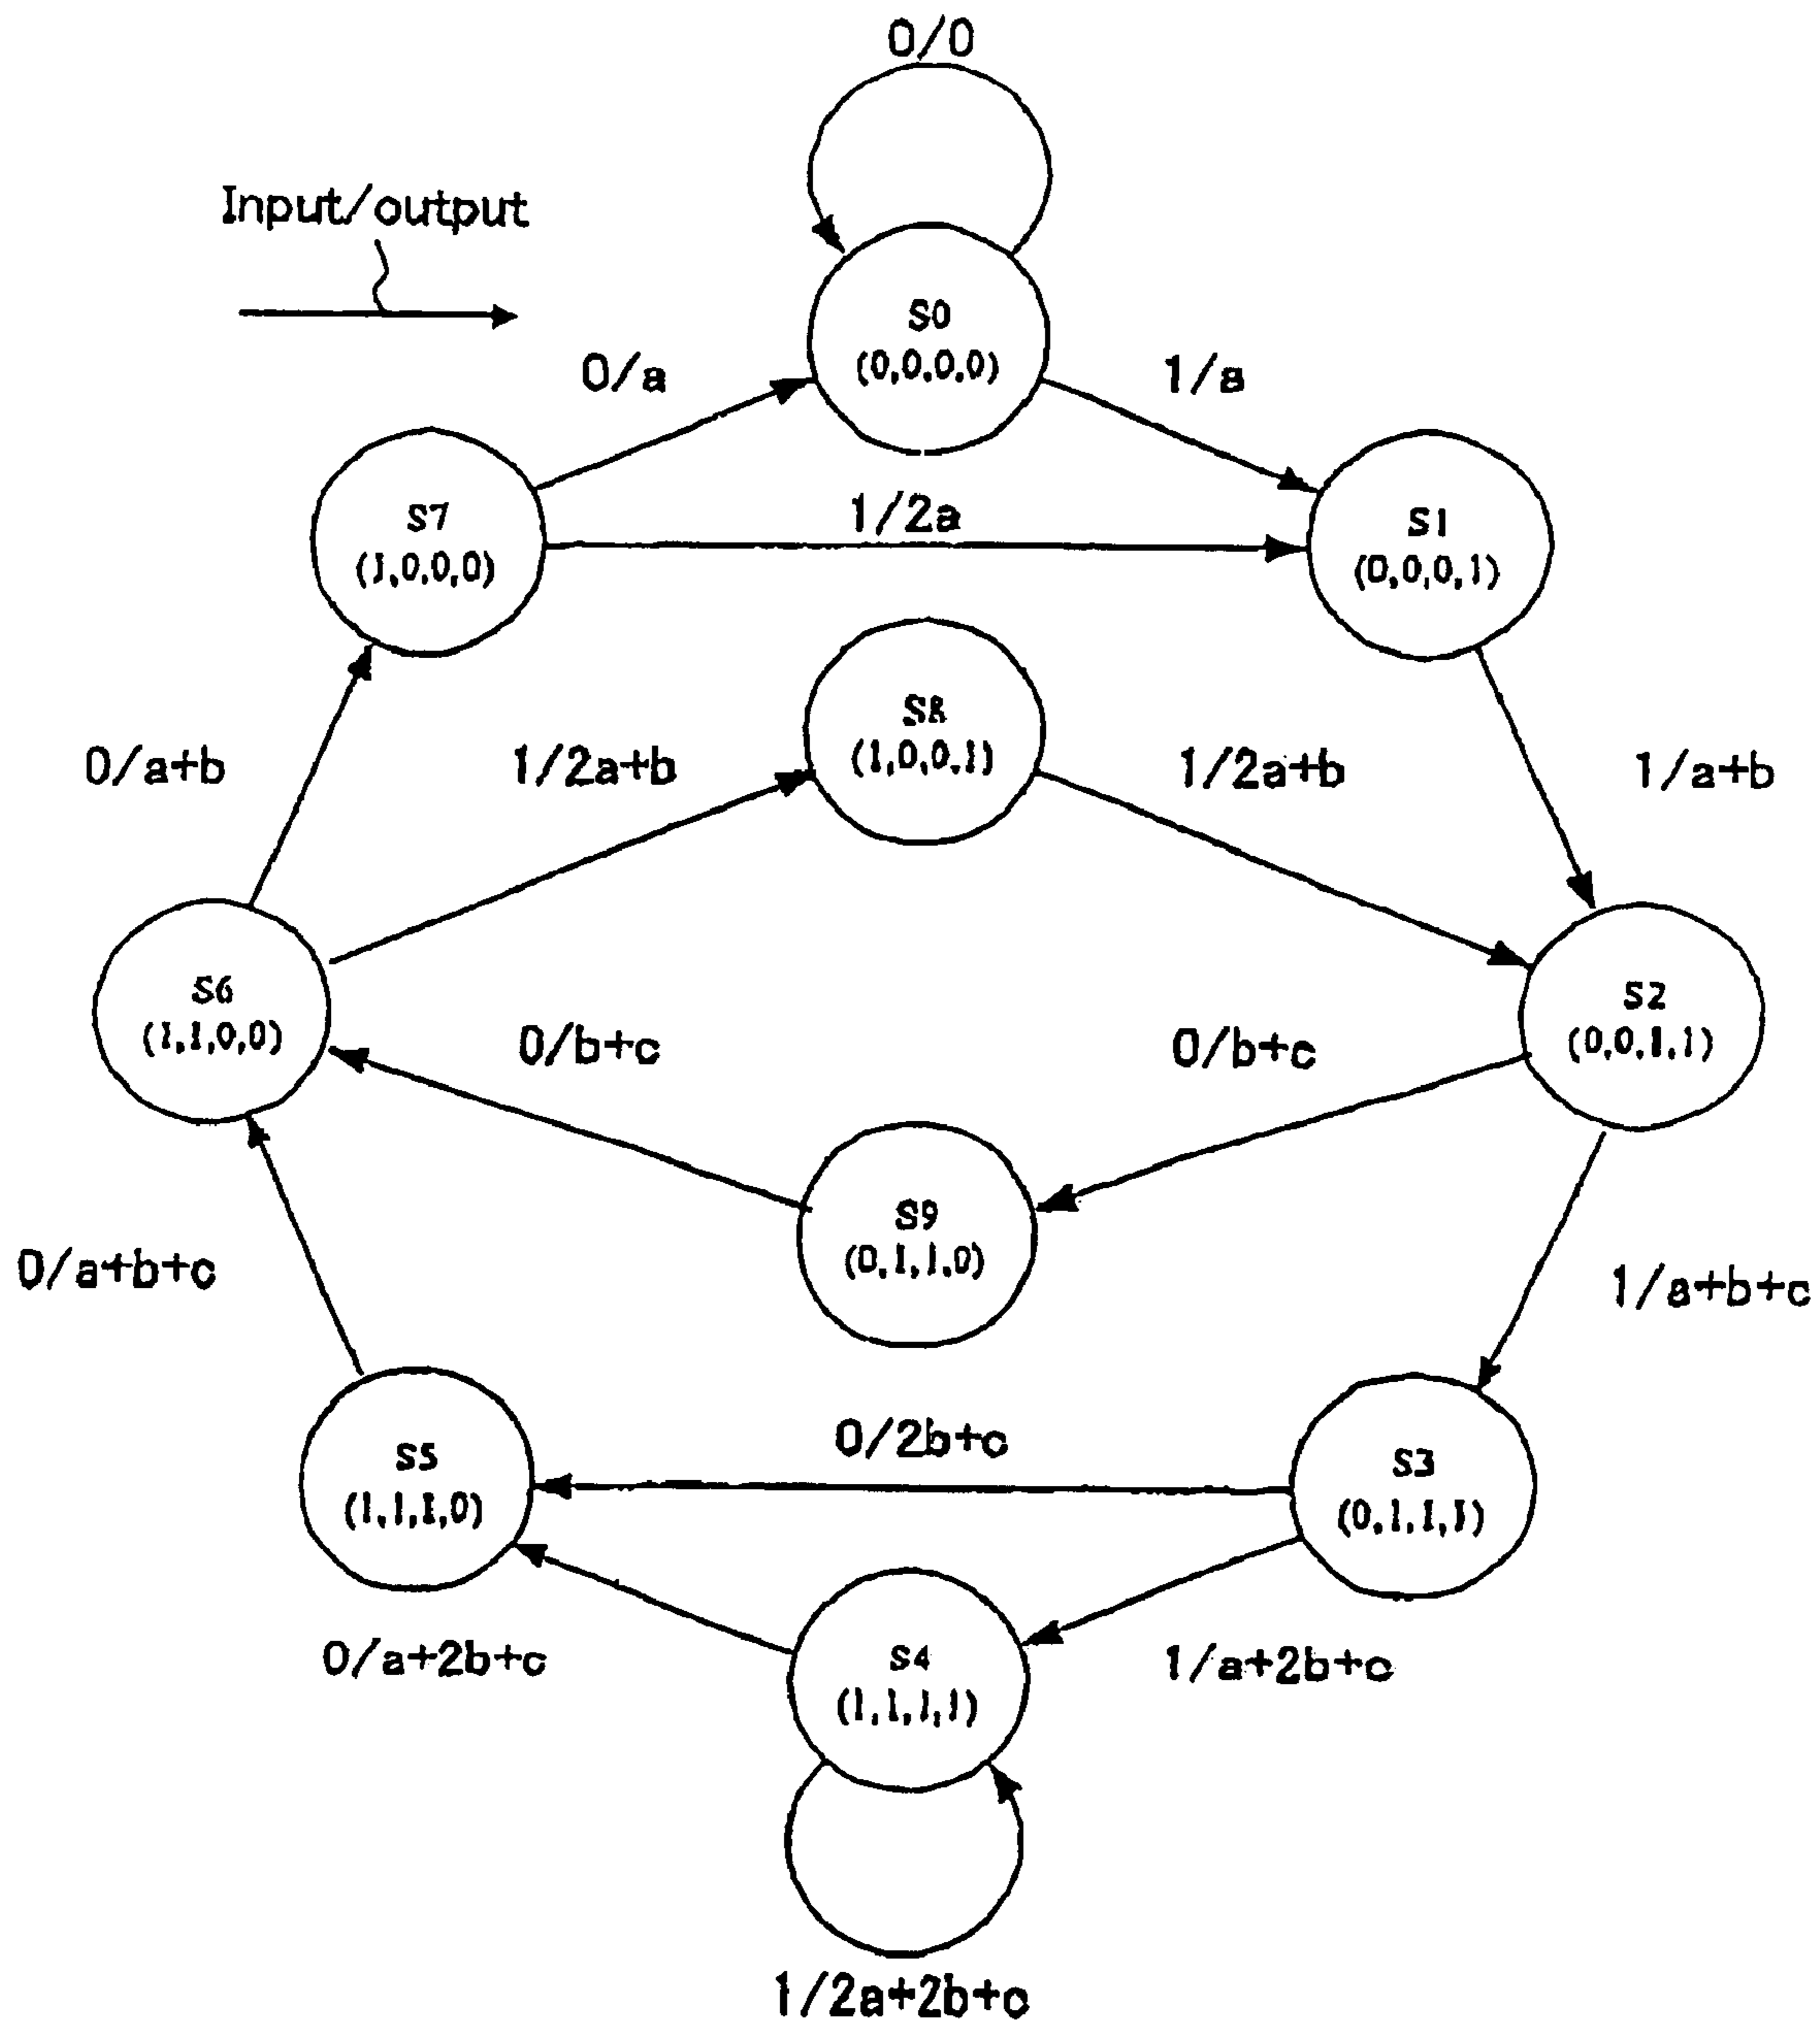 0/0
Input/output
S0
(0,0,0,0)
0/a
1/a
S7
(1,0,0,0)
1/2a
S1
(0,0,0,1)
S8
(1,0,0,1)
0/a+b
1/2a+b
1/2a+b
1/a+b
S6
(1,1,0,0)
S2
(0,0,1,1)
0/b+c
0/b+c
S9
(0,1,1,0)
0/a+b+c
1/a+b+c
0/2b+c
S5
(1,1,1,0)
S3
(0,1,1,1)
0/a+2b+c
S4
(1,1,1,1)
1/a+2b+c
1/2a+2b+c